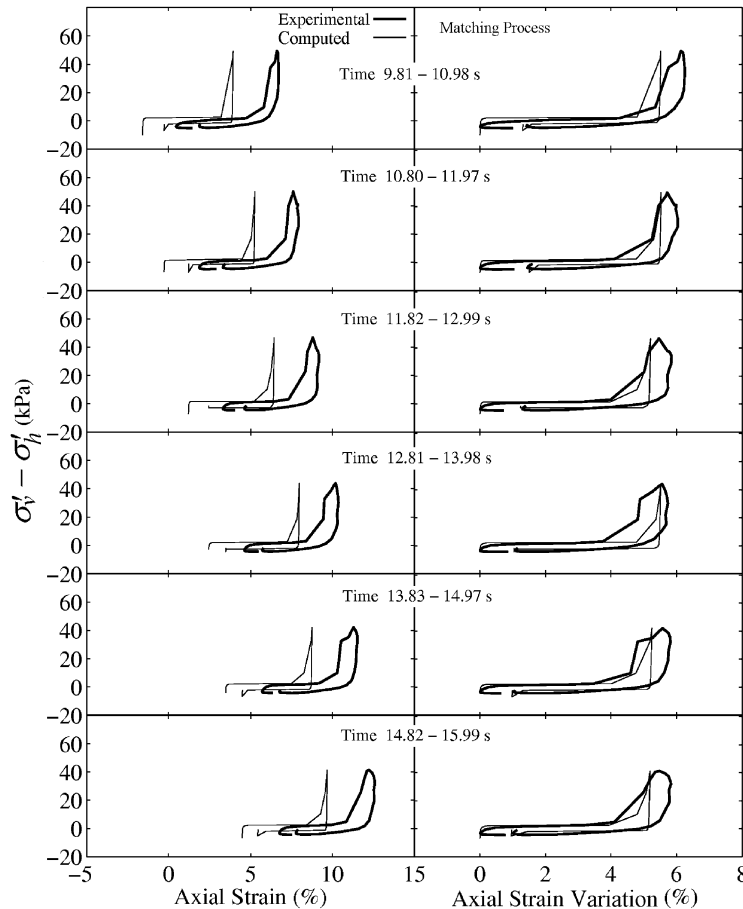 Experimental
Computed
Matching Process
60
40
20
0
−20
Time 9.81 − 10.98 s
60
40
20
0
−20
Time 10.80 − 11.97 s
60
40
20
0
−20
Time 11.82 − 12.99 s
60
40
20
0
−20
Time 12.81 − 13.98 s
60
40
20
0
−20
Time 13.83 − 14.97 s
60
40
20
0
−20
Time 14.82 − 15.99 s
σ′v − σ′h (kPa)
−5 0 5 10 15 0 2 4 6 8
Axial Strain (%) Axial Strain Variation (%)